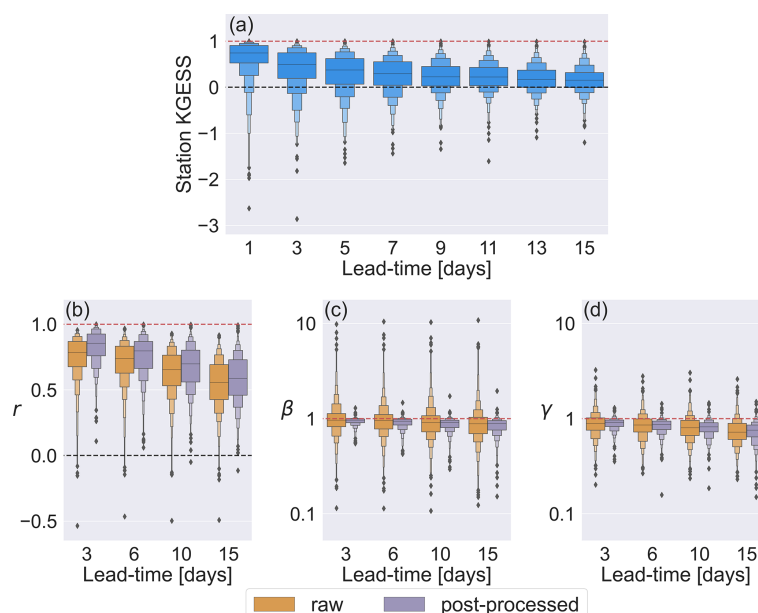 (a)
Station KGESS
1
0
−1
−2
−3
1 3 5 7 9 11 13 15
Lead-time [days]
(b)
r
1.0
0.5
0.0
−0.5
3 6 10 15
Lead-time [days]
(c)
β
10
1
0.1
3 6 10 15
Lead-time [days]
(d)
γ
10
1
0.1
3 6 10 15
Lead-time [days]
raw post-processed